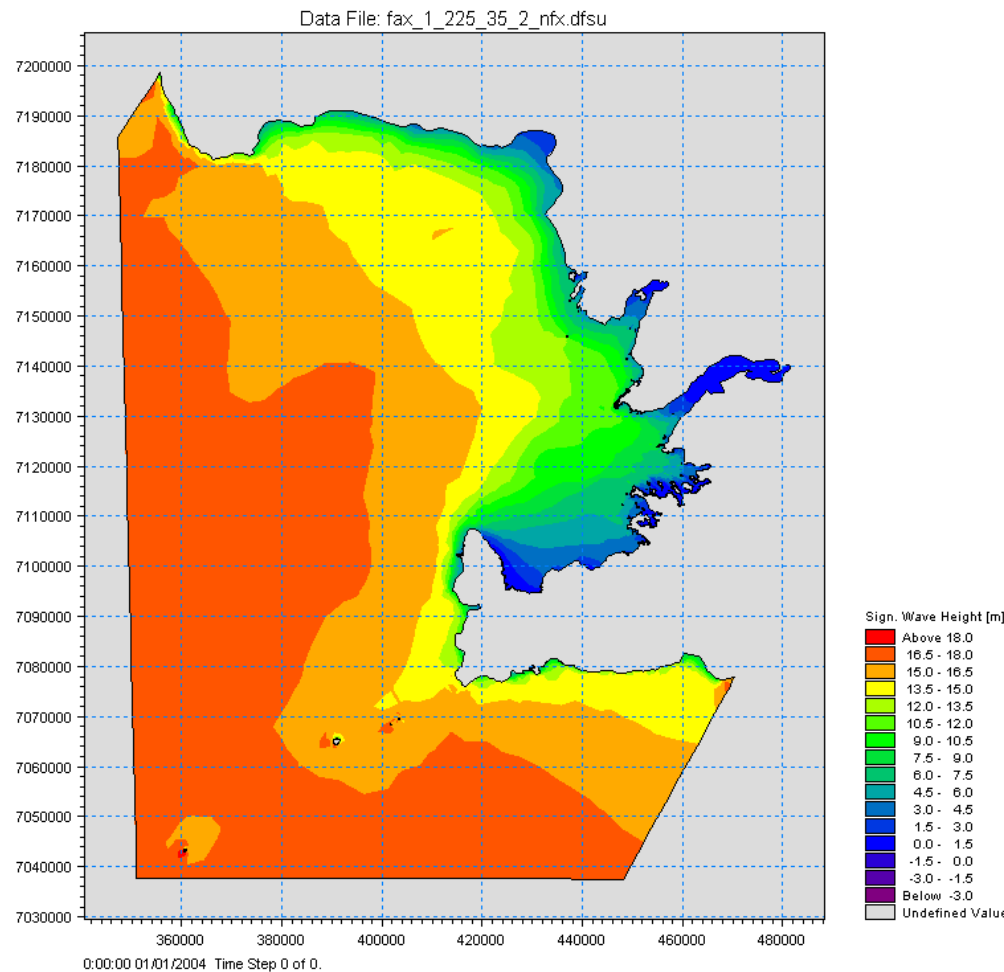 Data File: fax_1_225_35_2_nfx.dfsu
7200000
7190000
7180000
7170000
7160000
7150000
7140000
7130000
7120000
7110000
7100000
7090000
7080000
7070000
7060000
7050000
7040000
7030000
360000 380000 400000 420000 440000 460000 480000
0:00:00 01/01/2004 Time Step 0 of 0.
Sign. Wave Height [m]
Above 18.0
16.5 - 18.0
15.0 - 16.5
13.5 - 15.0
12.0 - 13.5
10.5 - 12.0
9.0 - 10.5
7.5 - 9.0
6.0 - 7.5
4.5 - 6.0
3.0 - 4.5
1.5 - 3.0
0.0 - 1.5
-1.5 - 0.0
-3.0 - -1.5
Below -3.0
Undefined Value